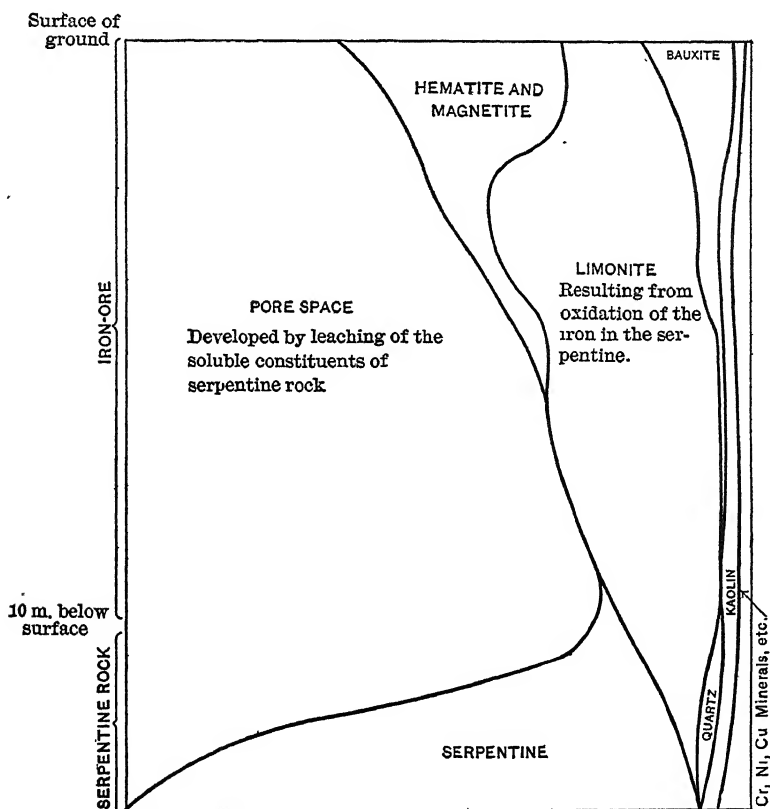 Surface of
ground
BAUXITE
HEMATITE AND
MAGNETITE
LIMONITE
Resulting from
oxidation of the
iron in the ser-
pentine.
IRON-ORE
PORE SPACE
Developed by leaching of the
soluble constituents of
serpentine rock
10 m. below
surface
KAOLIN
SERPENTINE ROCK
QUARTZ
SERPENTINE
Cr, Ni, Cu Minerals, etc.